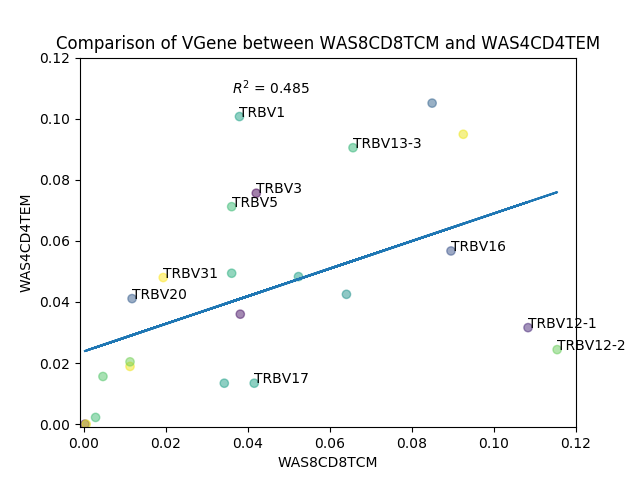 Comparison of VGene between WAS8CD8TCM and WAS4CD4TEM
R² = 0.485
TRBV1
TRBV13-3
TRBV3
TRBV5
TRBV16
TRBV31
TRBV20
TRBV12-1
TRBV12-2
TRBV17
0.12
0.10
0.08
0.06
0.04
0.02
0.00
WAS4CD4TEM
0.00 0.02 0.04 0.06 0.08 0.10 0.12
WAS8CD8TCM